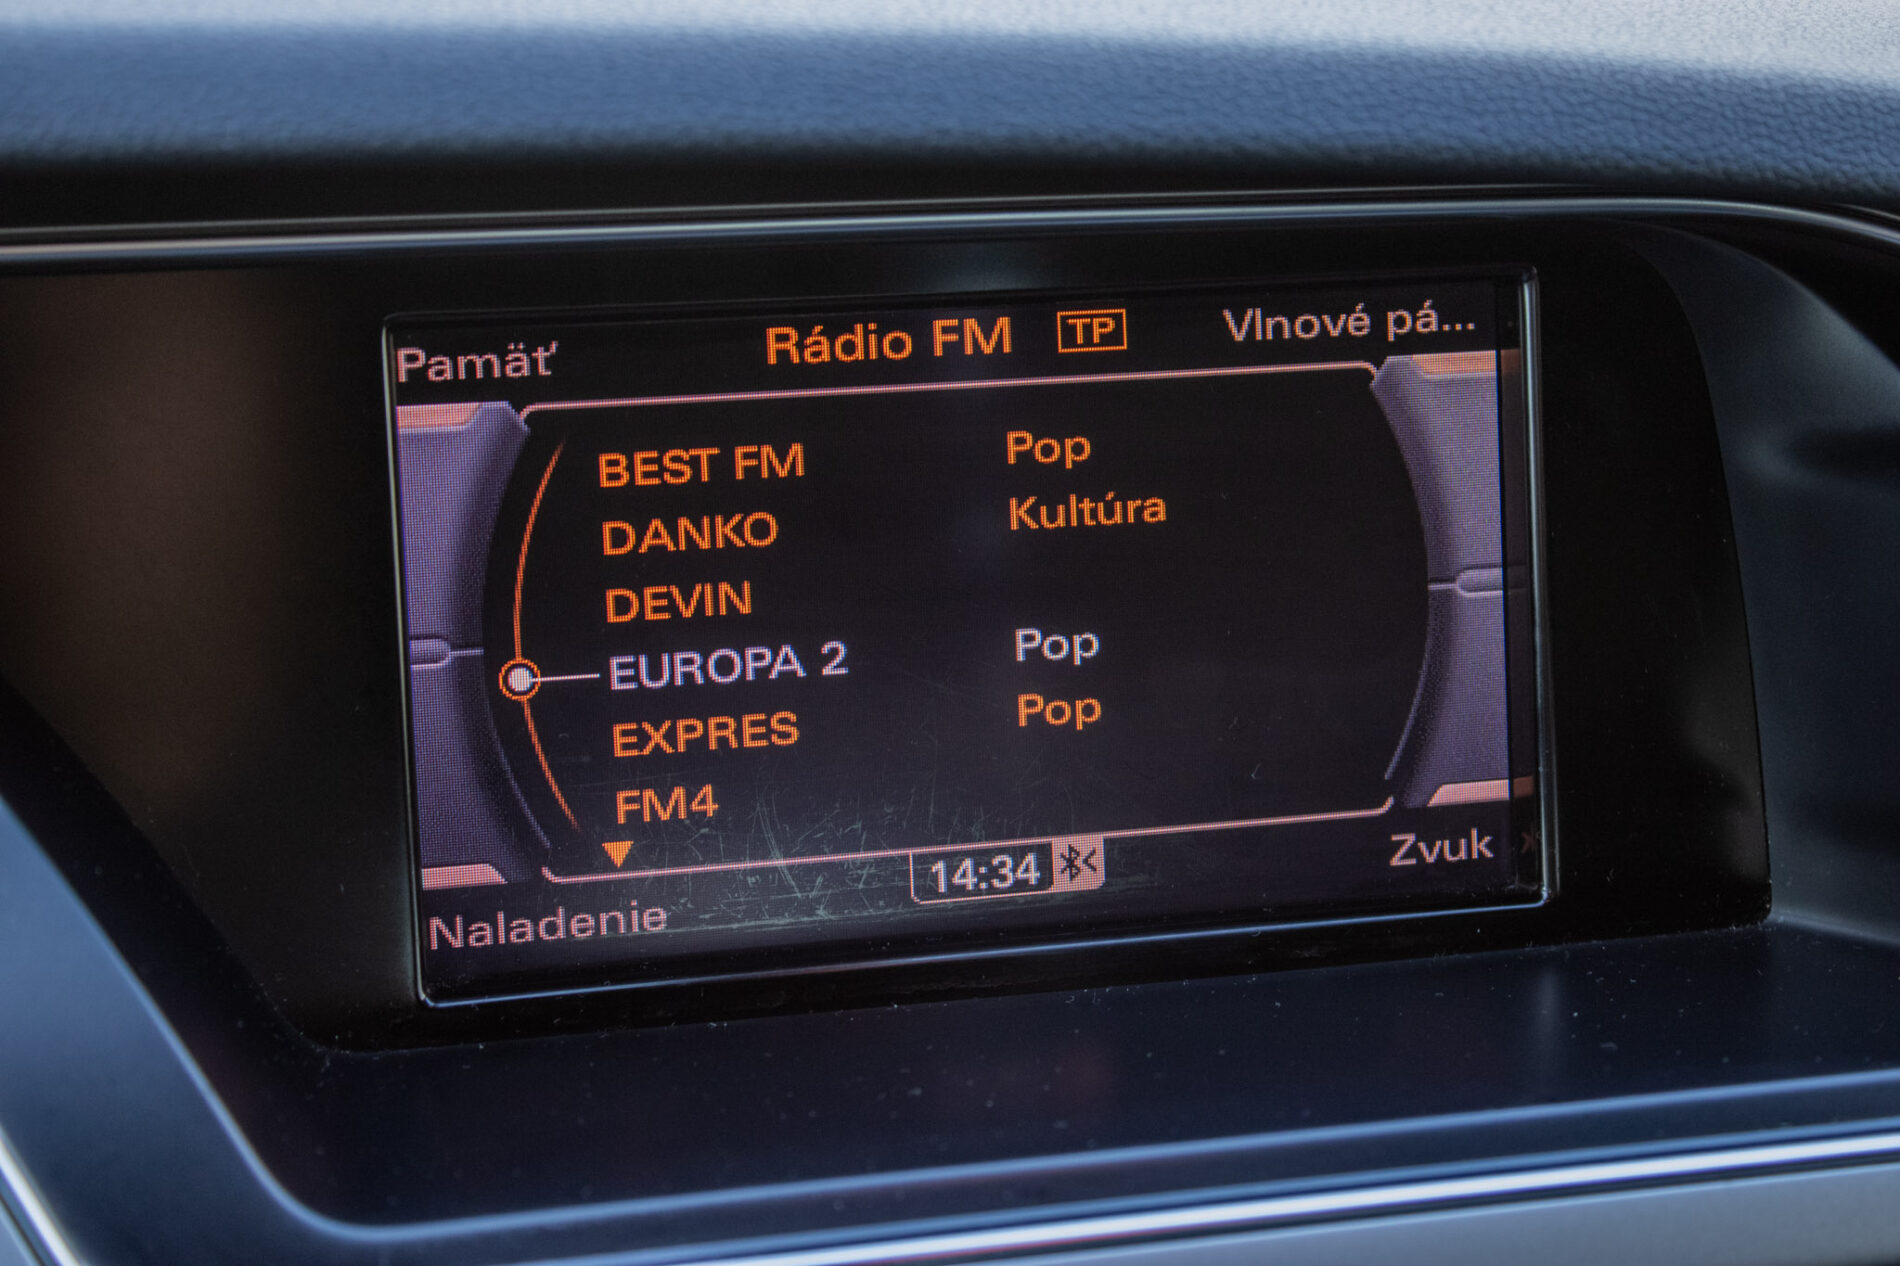 Pamäť Rádio FM TP Vlnové pá...
BEST FM Pop
DANKO Kultúra
DEVIN
EUROPA 2 Pop
EXPRES Pop
FM4
14:34
Naladenie Zvuk